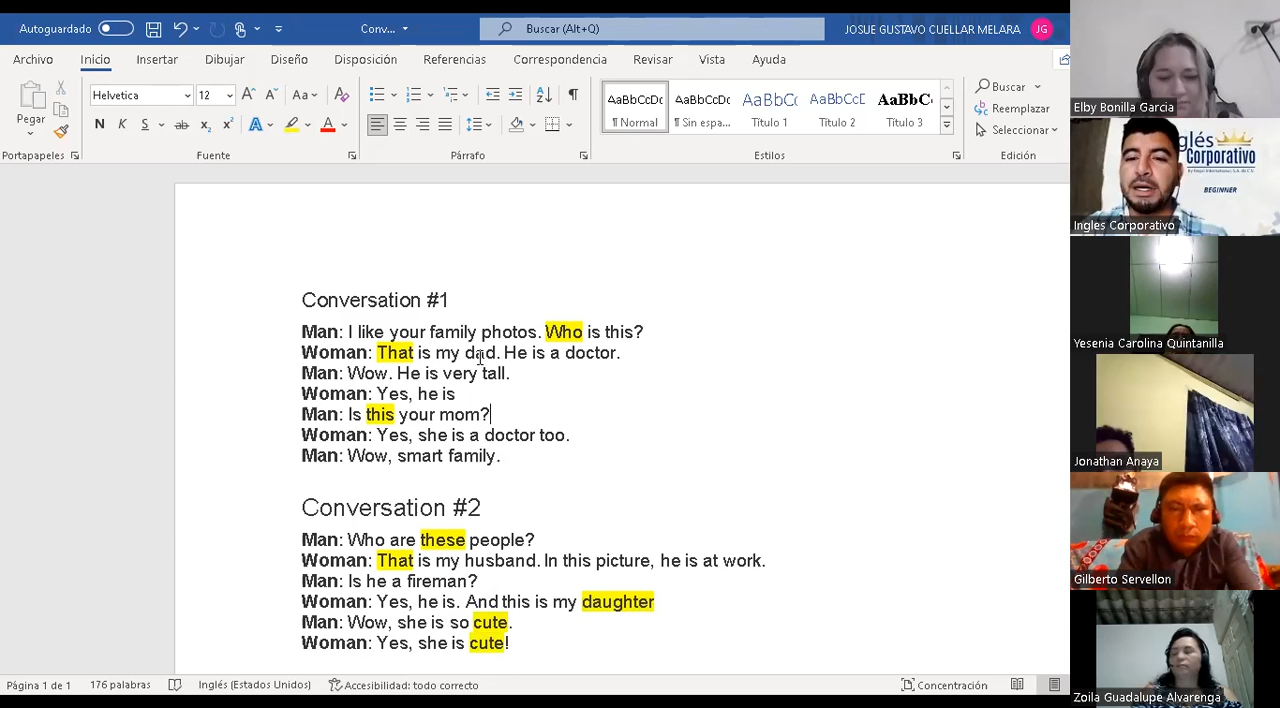 Autoguardado
Conv...
Buscar (Alt+Q)
JOSUE GUSTAVO CUELLAR MELARA
JG
Archivo Inicio Insertar Dibujar Diseño Disposición Referencias Correspondencia Revisar Vista Ayuda
Pegar
Helvetica 12
Aa
N K S ab x₂ x² A A
AaBbCcDc AaBbCcDc AaBbCcD AaBbCcD AaBbC
¶ Normal ¶ Sin espa... Título 1 Título 2 Título 3
Buscar
Reemplazar
Seleccionar
Portapapeles Fuente Párrafo Estilos Edición
Conversation #1
Man: I like your family photos. Who is this?
Woman: That is my dad. He is a doctor.
Man: Wow. He is very tall.
Woman: Yes, he is
Man: Is this your mom?
Woman: Yes, she is a doctor too.
Man: Wow, smart family.
Conversation #2
Man: Who are these people?
Woman: That is my husband. In this picture, he is at work.
Man: Is he a fireman?
Woman: Yes, he is. And this is my daughter
Man: Wow, she is so cute.
Woman: Yes, she is cute!
Página 1 de 1 176 palabras Inglés (Estados Unidos) Accesibilidad: todo correcto Concentración
Elby Bonilla Garcia
glés
Corporativo
BEGINNER
Ingles Corporativo
Yesenia Carolina Quintanilla
Jonathan Anaya
Gilberto Servellon
Zoila Guadalupe Alvarenga